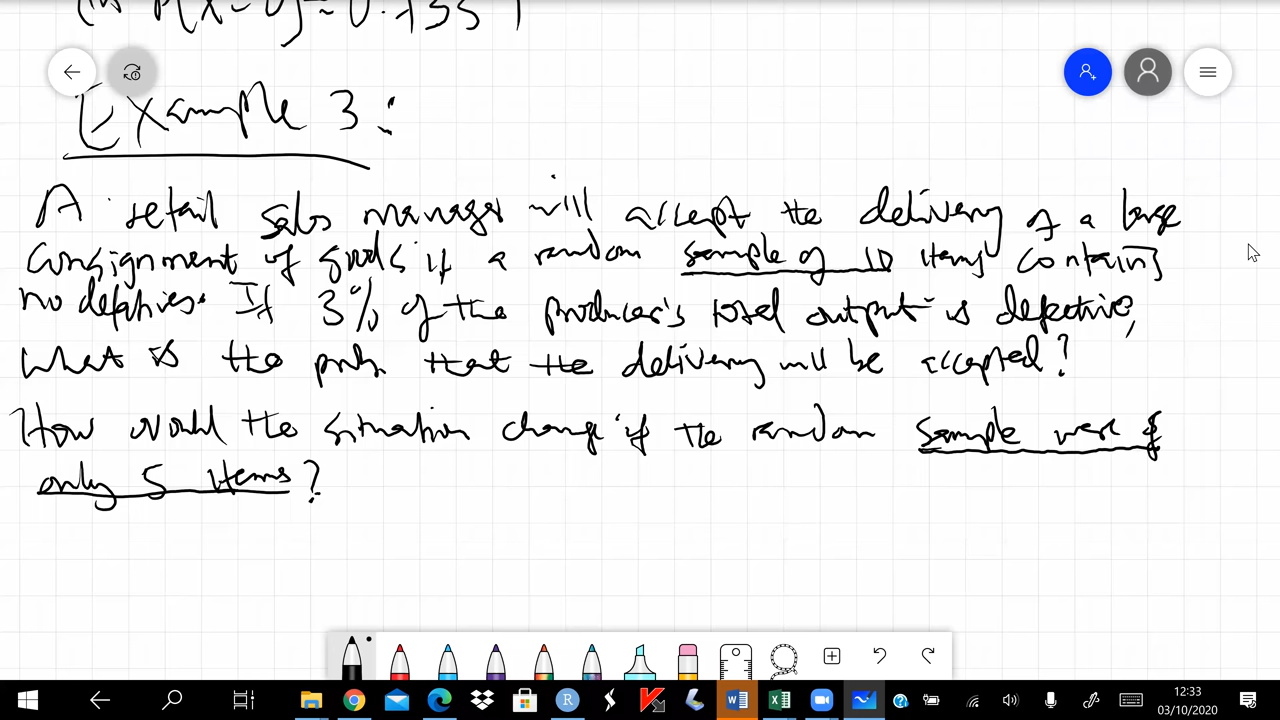 Example 3:
A retail sales manager will accept the delivery of a large
consignment of goods if a random sample of 10 items contains
no defectives. If 3% of the producer's total output is defective,
what is the prob that the delivery will be accepted?
How would the situation change if the random sample were of
only 5 items?
12:33
03/10/2020